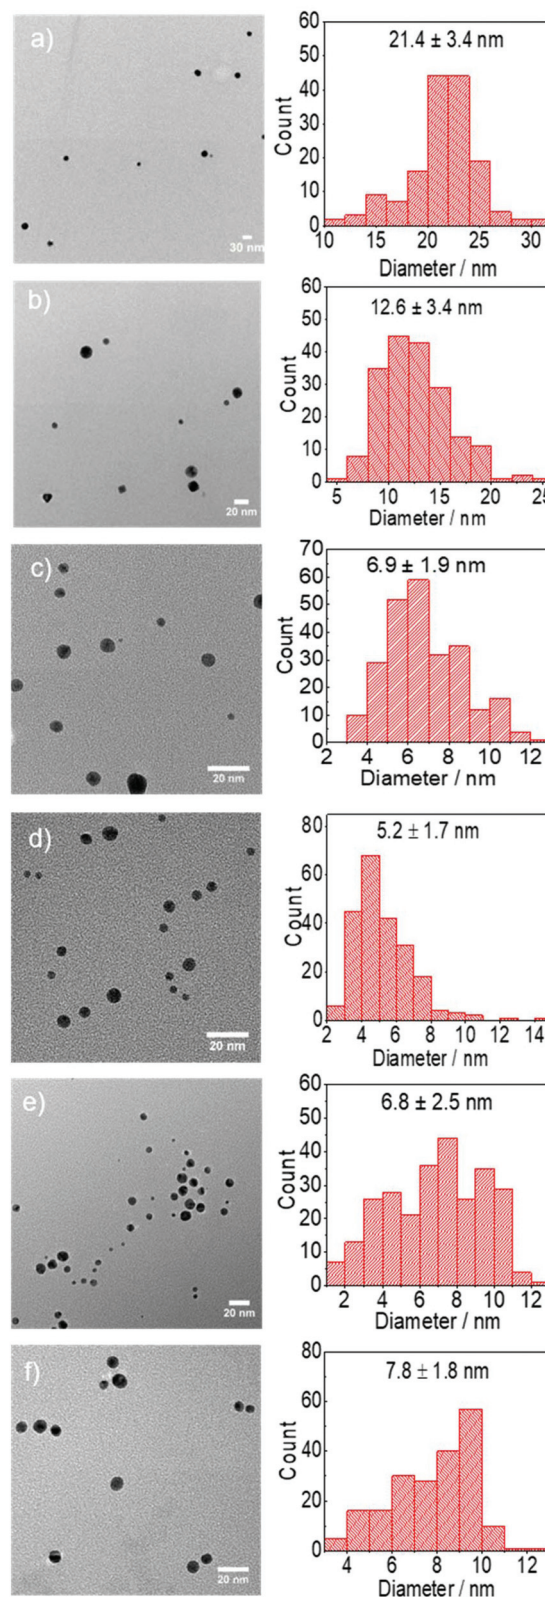 a)
30 nm
21.4 ± 3.4 nm
Count
60
50
40
30
20
10
0
10 15 20 25 30
Diameter / nm
b)
20 nm
12.6 ± 3.4 nm
Count
60
50
40
30
20
10
0
5 10 15 20 25
Diameter / nm
c)
20 nm
6.9 ± 1.9 nm
Count
70
60
50
40
30
20
10
0
2 4 6 8 10 12
Diameter / nm
d)
20 nm
5.2 ± 1.7 nm
Count
80
60
40
20
0
2 4 6 8 10 12 14
Diameter / nm
e)
20 nm
6.8 ± 2.5 nm
Count
60
50
40
30
20
10
0
2 4 6 8 10 12
Diameter / nm
f)
20 nm
7.8 ± 1.8 nm
Count
80
60
40
20
0
4 6 8 10 12
Diameter / nm